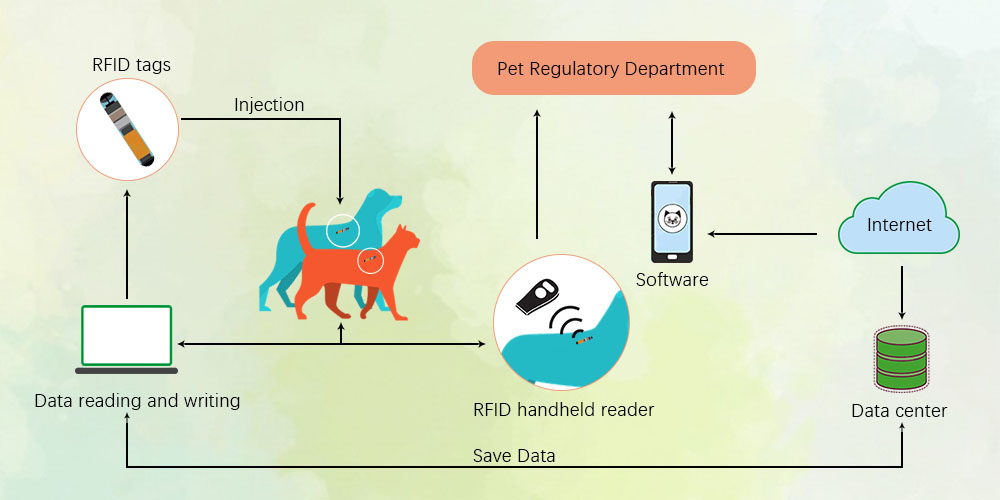 RFID tags
Pet Regulatory Department
Injection
Internet
Software
Data reading and writing
RFID handheld reader
Data center
Save Data